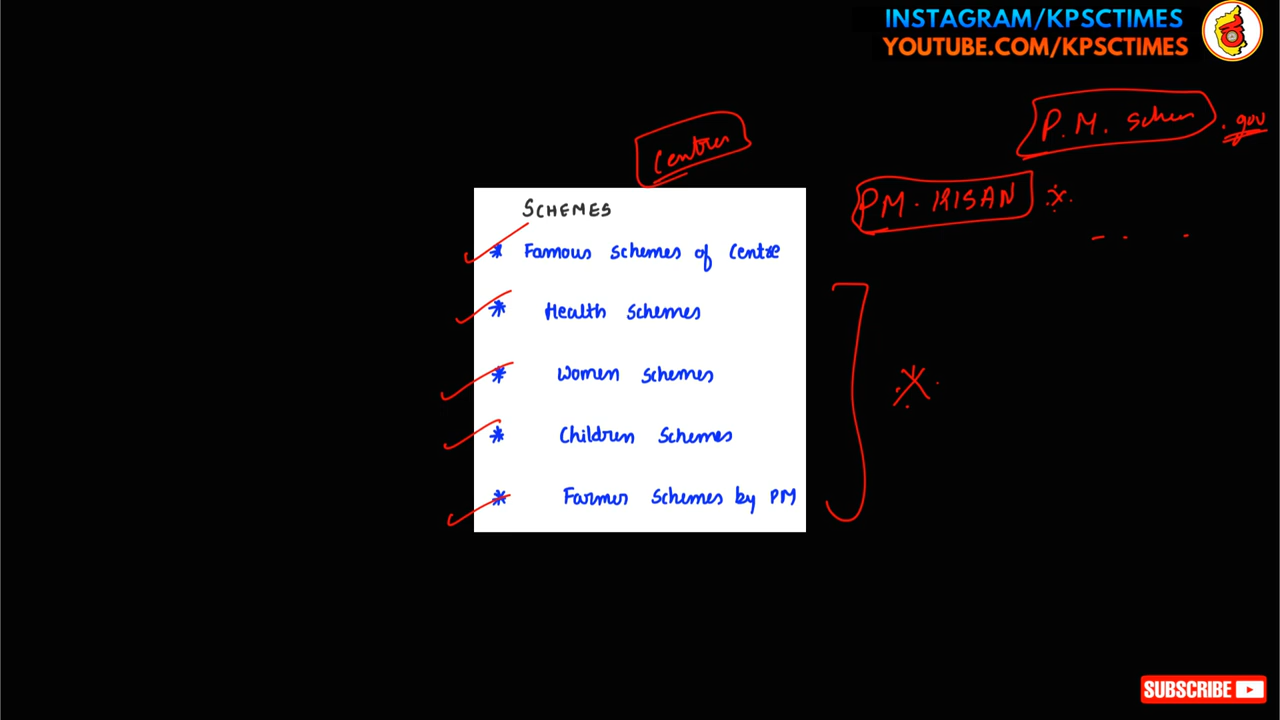 INSTAGRAM/KPSCTIMES
YOUTUBE.COM/KPSCTIMES
P.M. Schem .gov
Centres
PM-KISAN
SCHEMES
* Famous Schemes of Centre
* Health Schemes
* Women Schemes
* Children Schemes
* Farmer Schemes by PM
SUBSCRIBE